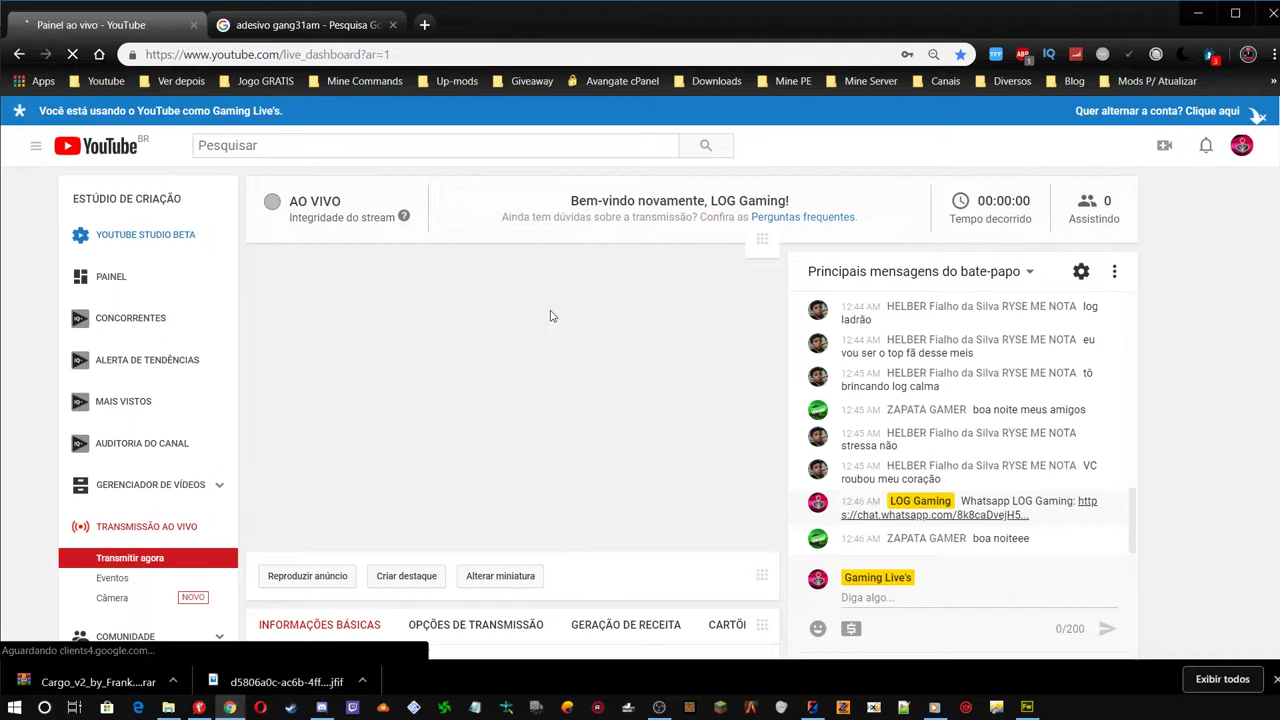 Painel ao vivo - YouTube
adesivo gang31am - Pesquisa Go
https://www.youtube.com/live_dashboard?ar=1
Apps Youtube Ver depois Jogo GRATIS Mine Commands Up-mods Giveaway Avangate cPanel Downloads Mine PE Mine Server Canais Diversos Blog Mods P/ Atualizar
Você está usando o YouTube como Gaming Live's.
Quer alternar a conta? Clique aqui
YouTube BR
Pesquisar
ESTÚDIO DE CRIAÇÃO
YOUTUBE STUDIO BETA
PAINEL
CONCORRENTES
ALERTA DE TENDÊNCIAS
MAIS VISTOS
AUDITORIA DO CANAL
GERENCIADOR DE VÍDEOS
TRANSMISSÃO AO VIVO
Transmitir agora
Eventos
Câmera NOVO
COMUNIDADE
AO VIVO
Integridade do stream ?
Bem-vindo novamente, LOG Gaming!
Ainda tem dúvidas sobre a transmissão? Confira as Perguntas frequentes.
00:00:00
Tempo decorrido
0
Assistindo
Reproduzir anúncio
Criar destaque
Alterar miniatura
INFORMAÇÕES BÁSICAS OPÇÕES DE TRANSMISSÃO GERAÇÃO DE RECEITA CARTÕI
Principais mensagens do bate-papo
12:44 AM HELBER Fialho da Silva RYSE ME NOTA log
ladrão
12:44 AM HELBER Fialho da Silva RYSE ME NOTA eu
vou ser o top fã desse meis
12:45 AM HELBER Fialho da Silva RYSE ME NOTA tô
brincando log calma
12:45 AM ZAPATA GAMER boa noite meus amigos
12:45 AM HELBER Fialho da Silva RYSE ME NOTA
stressa não
12:45 AM HELBER Fialho da Silva RYSE ME NOTA VC
roubou meu coração
12:46 AM LOG Gaming Whatsapp LOG Gaming: http
s://chat.whatsapp.com/8k8caDvejH5...
12:46 AM ZAPATA GAMER boa noiteee
Gaming Live's
Diga algo...
0/200
Aguardando clients4.google.com...
Cargo_v2_by_Frank....rar
d5806a0c-ac6b-4ff....jfif
Exibir todos